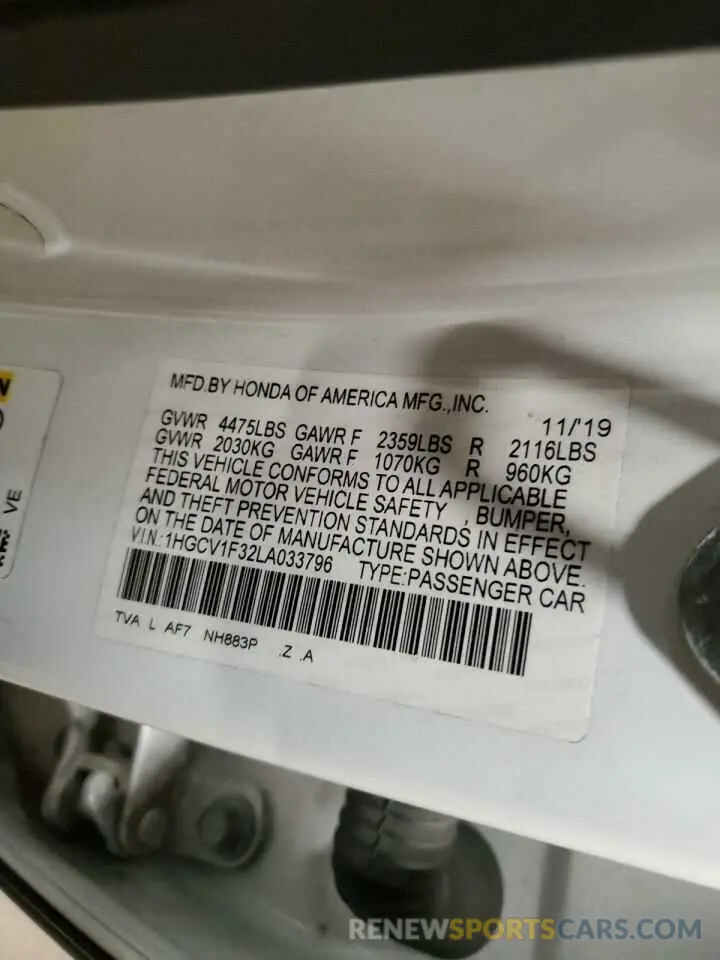 MFD.BY HONDA OF AMERICA MFG.,INC.
11/'19
GVWR 4475LBS GAWR F 2359LBS R 2116LBS
GVWR 2030KG GAWR F 1070KG R 960KG
THIS VEHICLE CONFORMS TO ALL APPLICABLE
FEDERAL MOTOR VEHICLE SAFETY , BUMPER,
AND THEFT PREVENTION STANDARDS IN EFFECT
ON THE DATE OF MANUFACTURE SHOWN ABOVE.
V.I.N.:1HGCV1F32LA033796 TYPE:PASSENGER CAR
TVA L AF7 NH883P .Z .A
VE
RENEWSPORTSCARS.COM